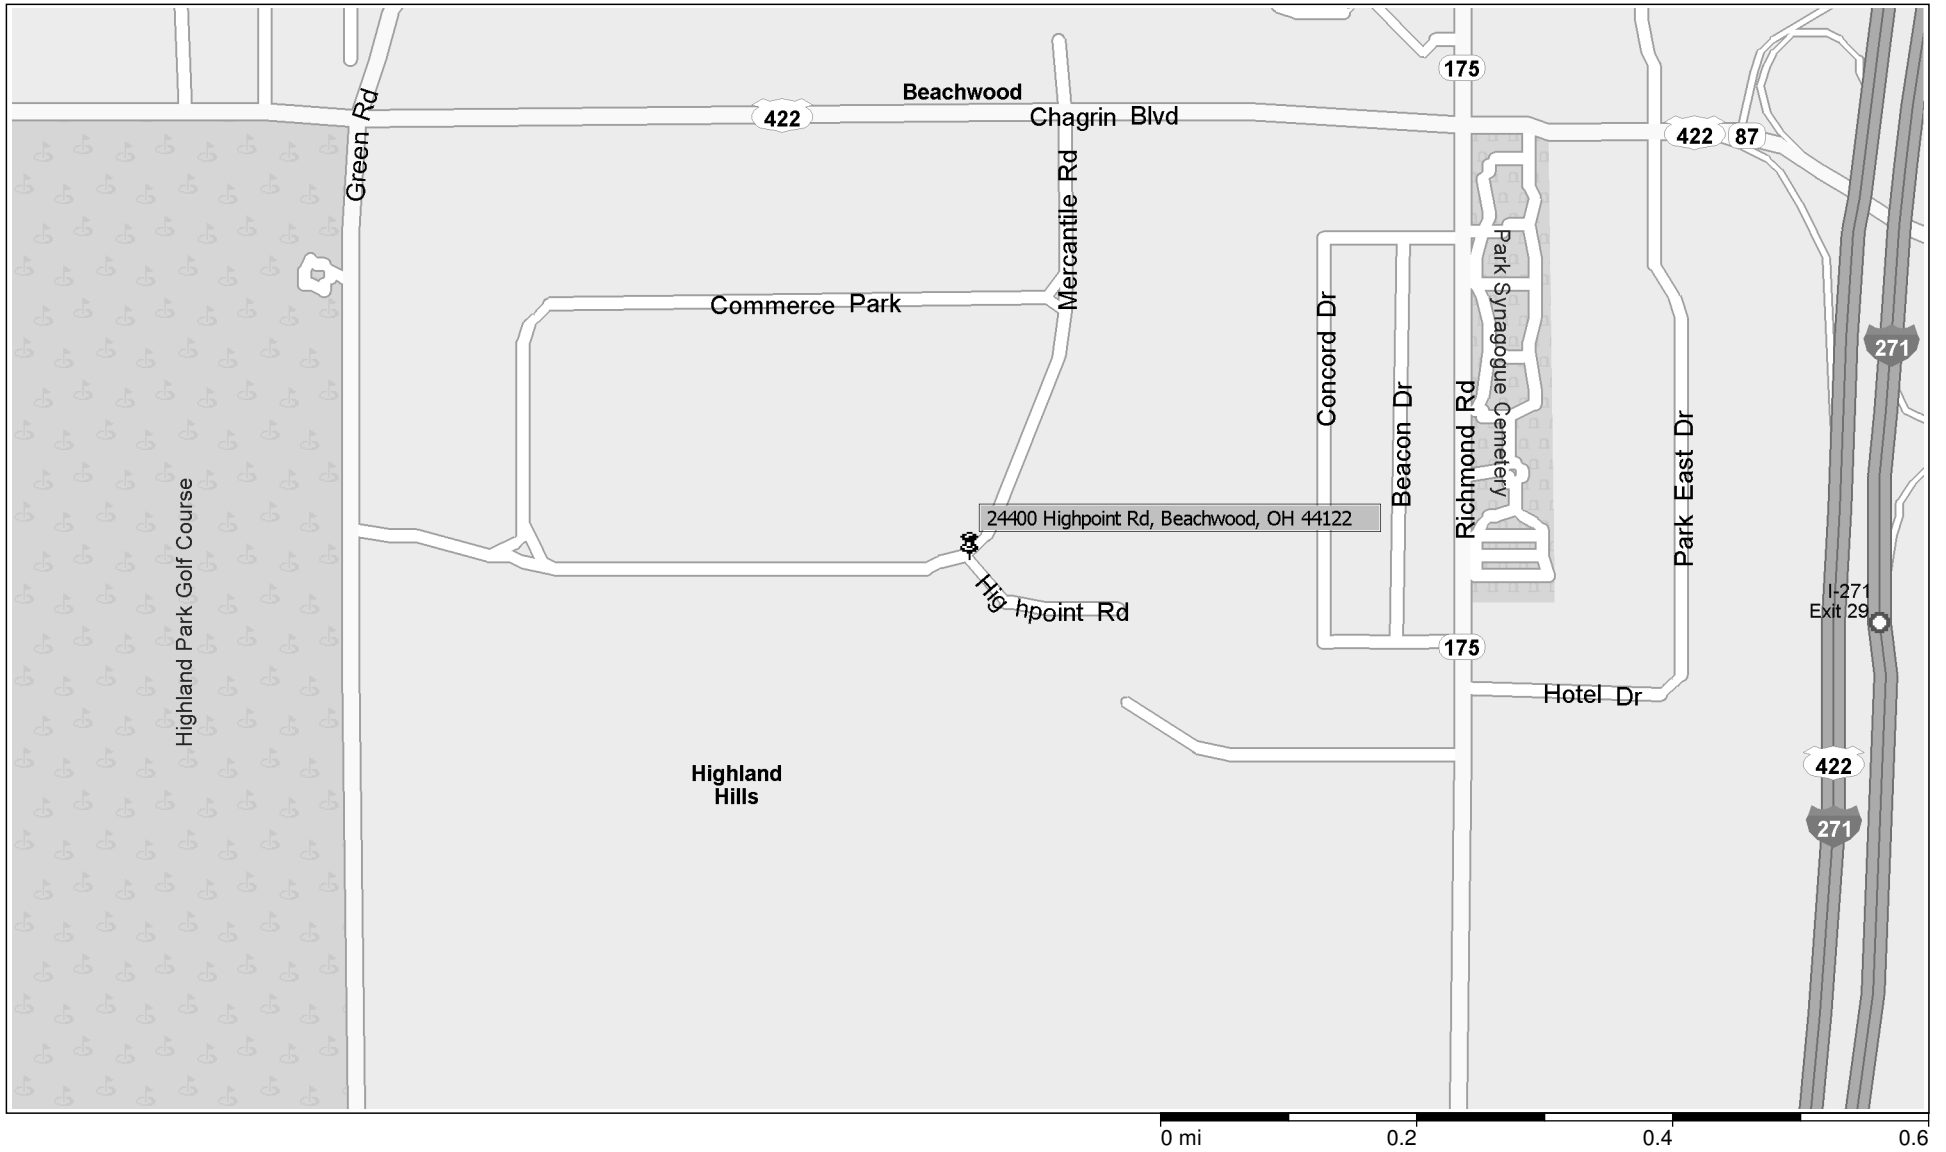 175
Beachwood
422
Chagrin Blvd
422
87
Green Rd
Mercantile Rd
Commerce Park
Concord Dr
Beacon Dr
Richmond Rd
Park Synagogue Cemetery
Park East Dr
271
Highland Park Golf Course
24400 Highpoint Rd, Beachwood, OH 44122
Highpoint Rd
I-271
Exit 29
175
Hotel Dr
Highland
Hills
422
271
0 mi
0.2
0.4
0.6